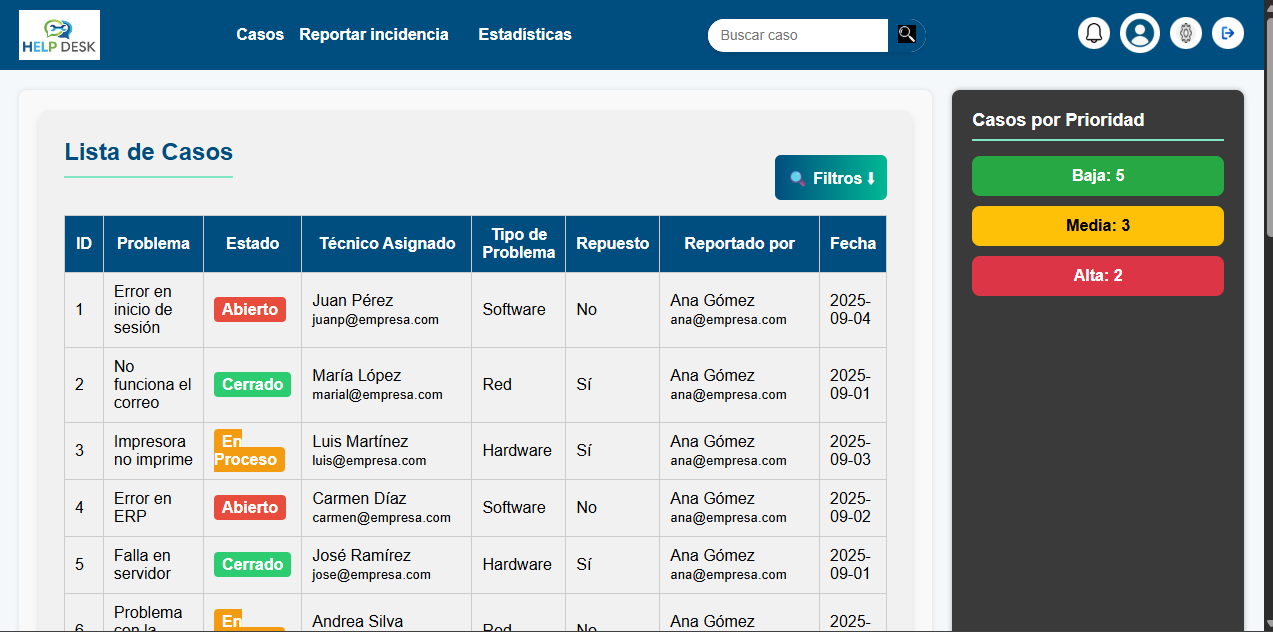 HELP DESK
Casos Reportar incidencia Estadísticas
Buscar caso
Lista de Casos
Filtros ⬇
ID Problema Estado Técnico Asignado Tipo de Problema Repuesto Reportado por Fecha
1 Error en inicio de sesión Abierto Juan Pérez juanp@empresa.com Software No Ana Gómez ana@empresa.com 2025-09-04
2 No funciona el correo Cerrado María López marial@empresa.com Red Sí Ana Gómez ana@empresa.com 2025-09-01
3 Impresora no imprime En Proceso Luis Martínez luis@empresa.com Hardware Sí Ana Gómez ana@empresa.com 2025-09-03
4 Error en ERP Abierto Carmen Díaz carmen@empresa.com Software No Ana Gómez ana@empresa.com 2025-09-02
5 Falla en servidor Cerrado José Ramírez jose@empresa.com Hardware Sí Ana Gómez ana@empresa.com 2025-09-01
6 Problema con la En Andrea Silva Red No Ana Gómez 2025-
Casos por Prioridad
Baja: 5
Media: 3
Alta: 2